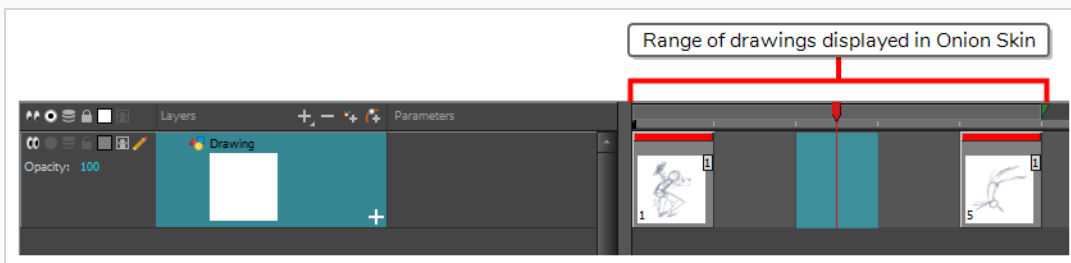 Range of drawings displayed in Onion Skin
Layers
Parameters
Drawing
Opacity: 100
1
1
1
5